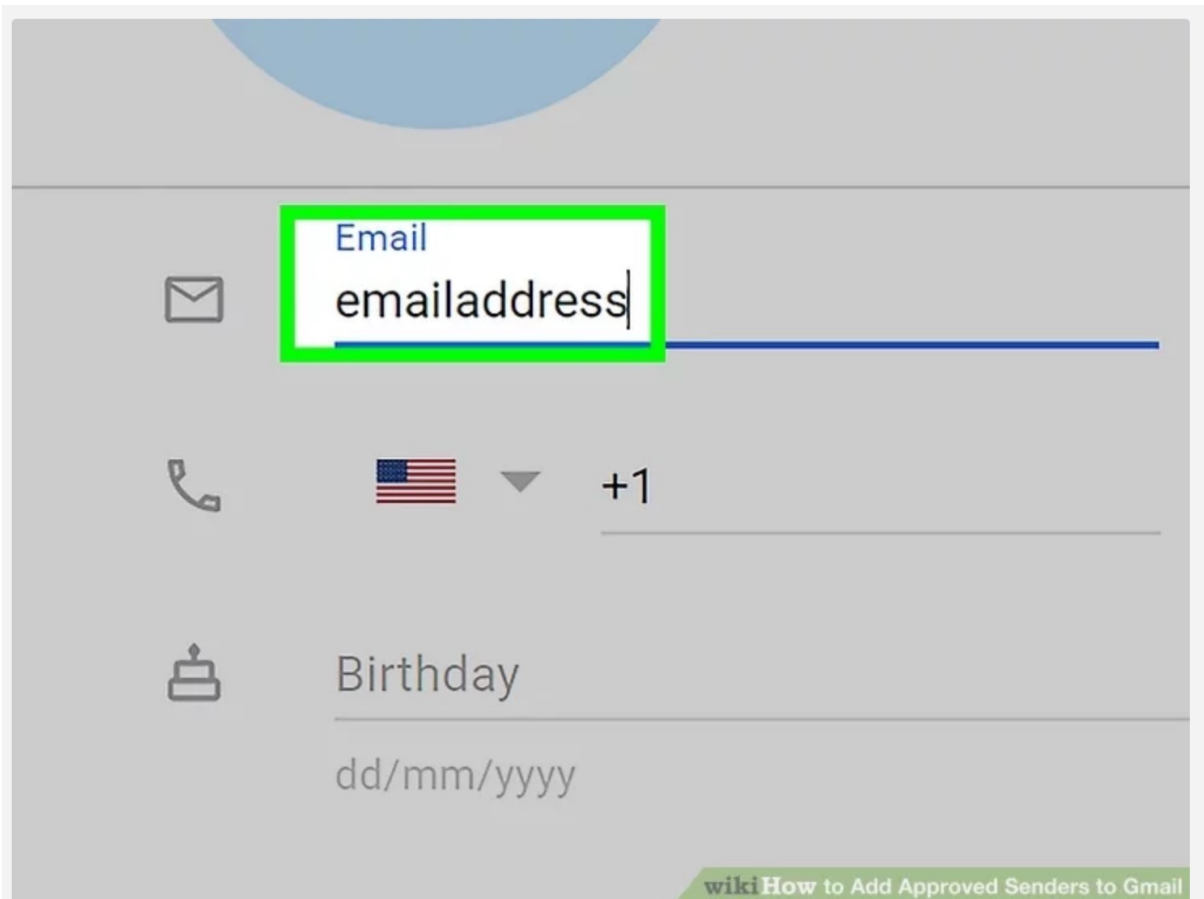 Email
emailaddress
+1
Birthday
dd/mm/yyyy
wikiHow to Add Approved Senders to Gmail